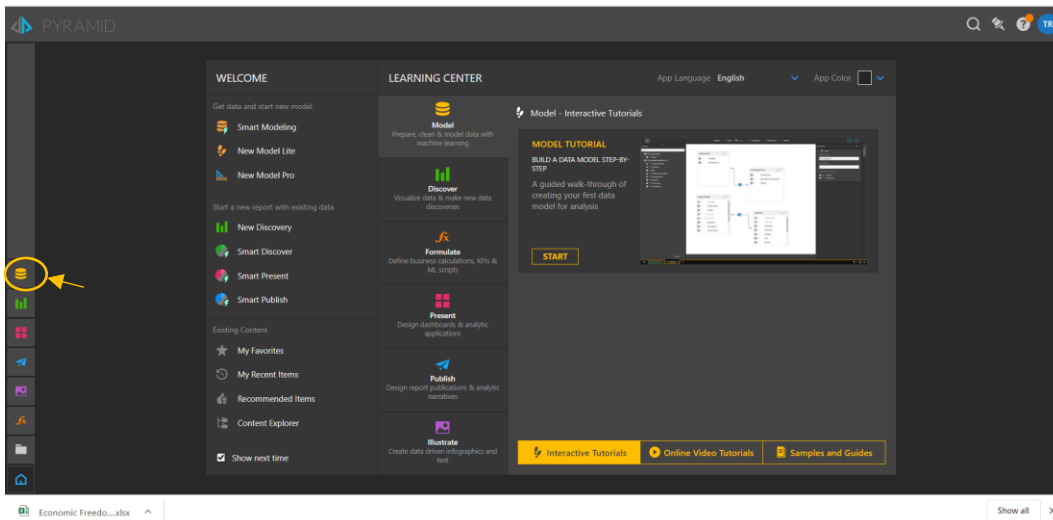 PYRAMID
TR
WELCOME
Get data and start new model
Smart Modeling
New Model Lite
New Model Pro
Start a new report with existing data
New Discovery
Smart Discover
Smart Present
Smart Publish
Existing Content
My Favorites
My Recent Items
Recommended Items
Content Explorer
Show next time
LEARNING CENTER
App Language English
App Color
Model
Prepare, clean & model data with
machine learning
Discover
Visualize data & make new data
discoveries
fx
Formulate
Define business calculations, KPIs &
ML scripts
Present
Design dashboards & analytic
applications
Publish
Design report publications & analytic
narratives
Illustrate
Create data driven infographics and
text
Model - Interactive Tutorials
MODEL TUTORIAL
BUILD A DATA MODEL STEP-BY-
STEP
A guided walk-through of
creating your first data
model for analysis
START
Interactive Tutorials
Online Video Tutorials
Samples and Guides
fx
Economic Freedo....xlsx
Show all